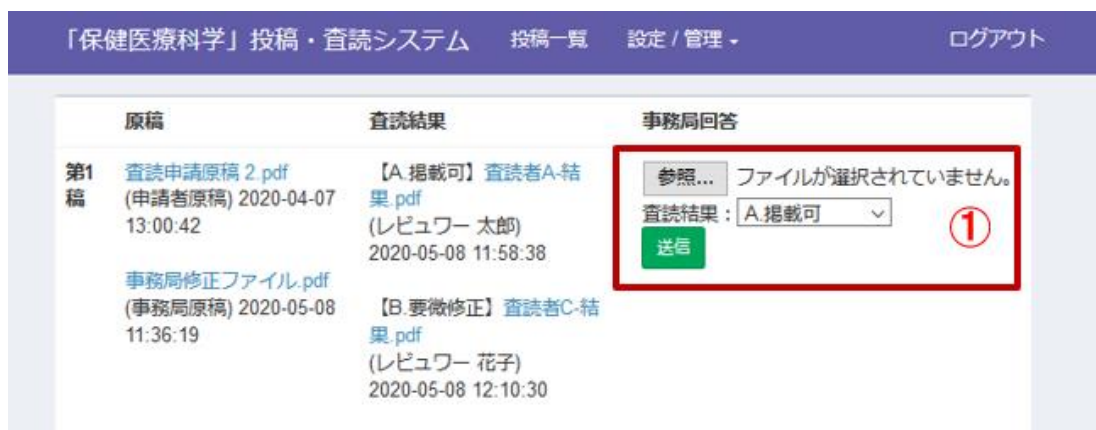 「保健医療科学」投稿・査読システム 投稿一覧 設定 / 管理 ログアウト
原稿 査読結果 事務局回答
第1稿
査読申請原稿 2.pdf
(申請者原稿) 2020-04-07
13:00:42
事務局修正ファイル.pdf
(事務局原稿) 2020-05-08
11:36:19
【A.掲載可】査読者A-結
果.pdf
(レビュワー 太郎)
2020-05-08 11:58:38
【B.要微修正】査読者C-結
果.pdf
(レビュワー 花子)
2020-05-08 12:10:30
参照... ファイルが選択されていません。
査読結果： A.掲載可
送信
①